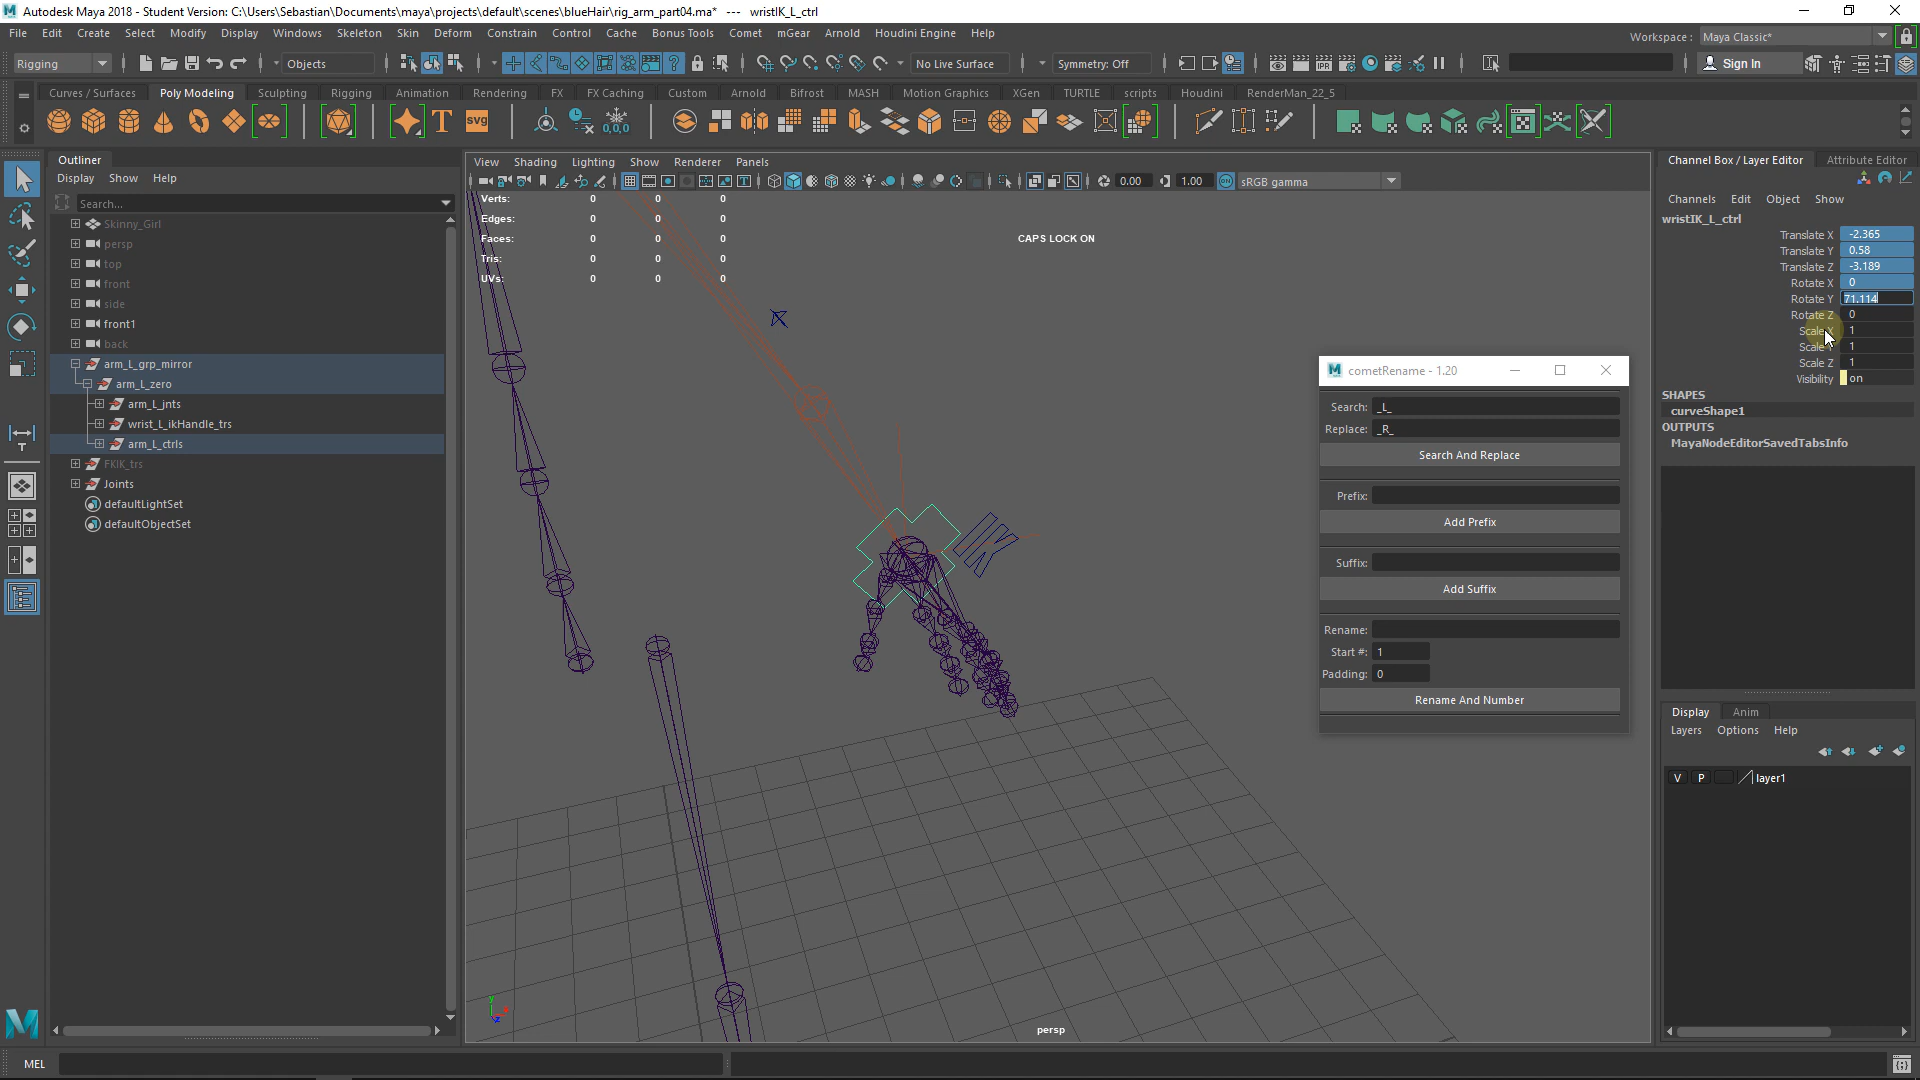 Autodesk Maya 2018 - Student Version: C:\Users\Sebastian\Documents\maya\projects\default\scenes\blueHair\rig_arm_part04.ma* --- wristIK_L_ctrl
File Edit Create Select Modify Display Windows Skeleton Skin Deform Constrain Control Cache Bonus Tools Comet mGear Arnold Houdini Engine Help
Workspace : Maya Classic*
Rigging Objects No Live Surface Symmetry: Off Sign In
Curves / Surfaces Poly Modeling Sculpting Rigging Animation Rendering FX FX Caching Custom Arnold Bifrost MASH Motion Graphics XGen TURTLE scripts Houdini RenderMan_22_5
T svg 0,0,0
Outliner
Display Show Help
Search...
Skinny_Girl
persp
top
front
side
front1
back
arm_L_grp_mirror
arm_L_zero
arm_L_jnts
wrist_L_ikHandle_trs
arm_L_ctrls
FKIK_trs
Joints
defaultLightSet
defaultObjectSet
View Shading Lighting Show Renderer Panels
0.00 1.00 ON sRGB gamma
Verts: 0 0 0
Edges: 0 0 0
Faces: 0 0 0
Tris: 0 0 0
UVs: 0 0 0
CAPS LOCK ON
persp
cometRename - 1.20
Search: _L_
Replace: _R_
Search And Replace
Prefix:
Add Prefix
Suffix:
Add Suffix
Rename:
Start #: 1
Padding: 0
Rename And Number
Channel Box / Layer Editor Attribute Editor
Channels Edit Object Show
wristIK_L_ctrl
Translate X -2.365
Translate Y 0.58
Translate Z -3.189
Rotate X 0
Rotate Y 71.114
Rotate Z 0
Scale X 1
Scale Y 1
Scale Z 1
Visibility on
SHAPES
curveShape1
OUTPUTS
MayaNodeEditorSavedTabsInfo
Display Anim
Layers Options Help
V P layer1
MEL